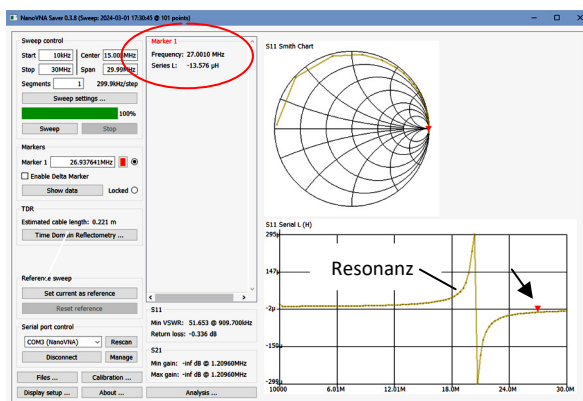 NanoVNA Saver 0.3.8 (Sweep: 2024-03-01 17:30:45 @ 101 points)
Sweep control
Start 10kHz Center 15.005MHz
Stop 30MHz Span 29.99MHz
Segments 1 299.9kHz/step
Sweep settings ...
100%
Sweep Stop
Markers
Marker 1 26.937641MHz
Enable Delta Marker
Show data Locked
TDR
Estimated cable length: 0.221 m
Time Domain Reflectometry ...
Reference sweep
Set current as reference
Reset reference
Serial port control
COM3 (NanoVNA) Rescan
Disconnect Manage
Files ... Calibration ...
Display setup ... About ...
Marker 1
Frequency: 27.0010 MHz
Series L: -13.576 µH
S11
Min VSWR: 51.653 @ 909.700kHz
Return loss: -0.336 dB
S21
Min gain: -inf dB @ 1.20960MHz
Max gain: -inf dB @ 1.20960MHz
Analysis ...
S11 Smith Chart
S11 Serial L (H)
295µ
147µ
-2µ
-150µ
-299µ
10000 6.01M 12.01M 18.0M 24.0M 30.0M
Resonanz